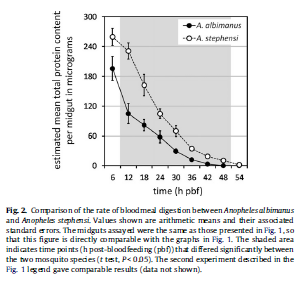 300
240
180
120
60
0
estimated mean total protein content
per midgut in micrograms
A. albimanus
A. stephensi
6 12 18 24 30 36 42 48 54
time (h pbf)
Fig. 2. Comparison of the rate of bloodmeal digestion between Anopheles albimanus
and Anopheles stephensi. Values shown are arithmetic means and their associated
standard errors. The midguts assayed were the same as those presented in Fig. 1, so
that this figure is directly comparable with the graphs in Fig. 1. The shaded area
indicates time points (h post-bloodfeeding (pbf)) that differed significantly between
the two mosquito species (t test, P < 0.05). The second experiment described in the
Fig. 1 legend gave comparable results (data not shown).